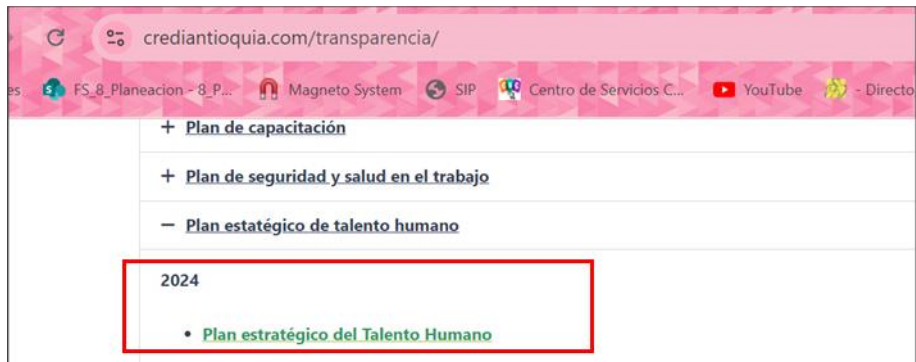 crediantioquia.com/transparencia/
es FS_8_Planeacion - 8_P... Magneto System SIP Centro de Servicios C... YouTube - Directo
+ Plan de capacitación
+ Plan de seguridad y salud en el trabajo
− Plan estatégico de talento humano
2024
• Plan estratégico del Talento Humano